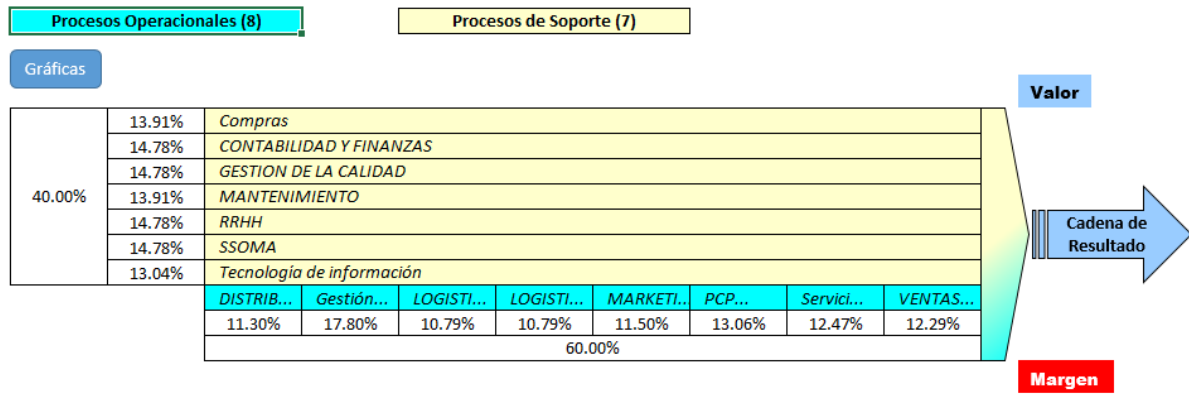 Procesos Operacionales (8) Procesos de Soporte (7)
Gráficas
Valor
13.91% Compras
14.78% CONTABILIDAD Y FINANZAS
14.78% GESTION DE LA CALIDAD
40.00% 13.91% MANTENIMIENTO
14.78% RRHH
14.78% SSOMA
13.04% Tecnología de información
Cadena de
Resultado
DISTRIB... Gestión... LOGISTI... LOGISTI... MARKETI... PCP... Servici... VENTAS...
11.30% 17.80% 10.79% 10.79% 11.50% 13.06% 12.47% 12.29%
60.00%
Margen